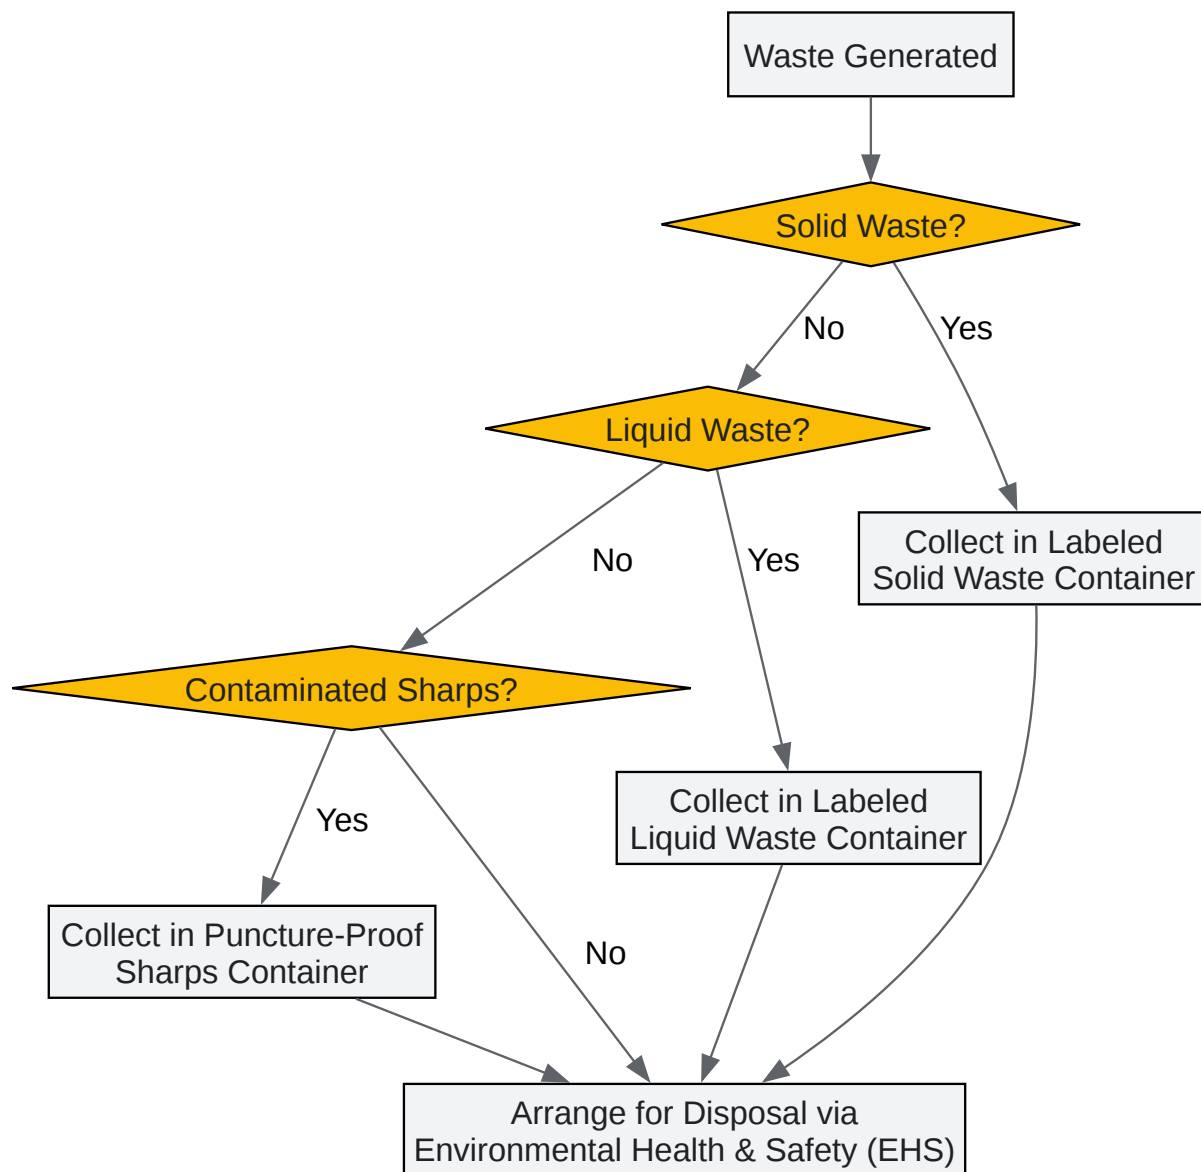 Waste Generated
Solid Waste?
No
Yes
Liquid Waste?
No
Yes
Collect in Labeled
Solid Waste Container
Contaminated Sharps?
Yes
No
Collect in Labeled
Liquid Waste Container
Collect in Puncture-Proof
Sharps Container
Arrange for Disposal via
Environmental Health & Safety (EHS)